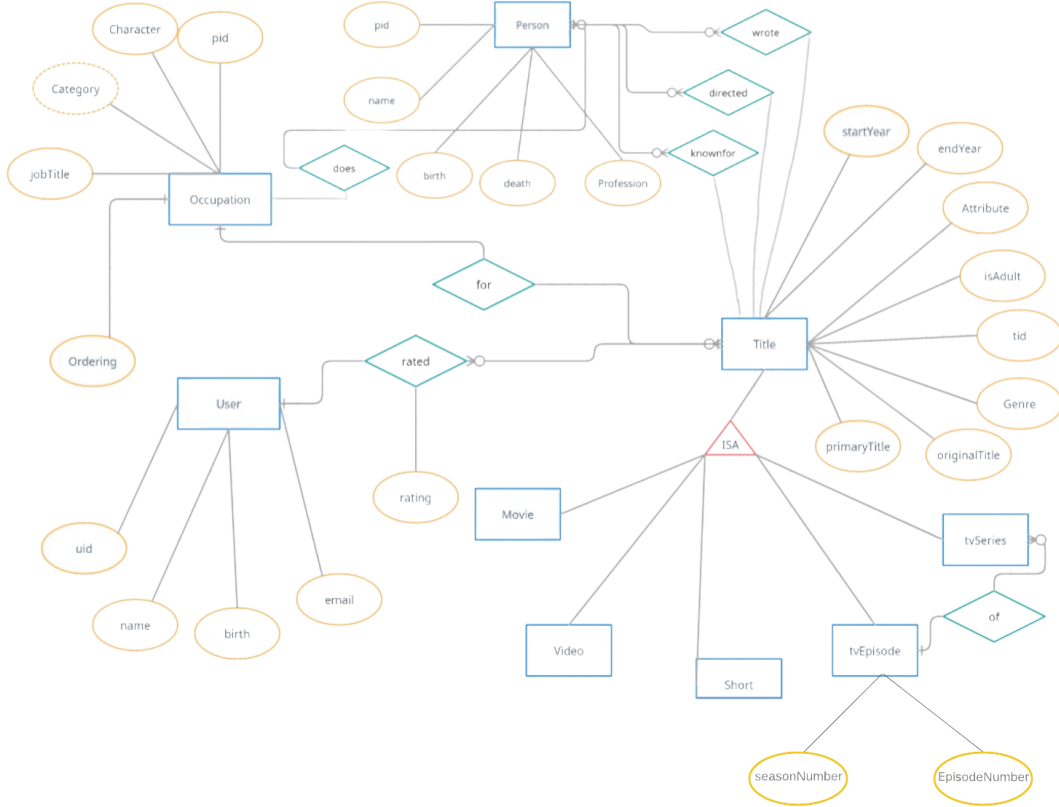 Character
pid
pid
Person
wrote
Category
name
directed
startYear
knownfor
endYear
jobTitle
does
birth
death
Profession
Occupation
Attribute
isAdult
for
tid
Title
Ordering
rated
User
Genre
primaryTitle
originalTitle
ISA
rating
Movie
tvSeries
uid
email
name
birth
of
Video
tvEpisode
Short
seasonNumber
EpisodeNumber